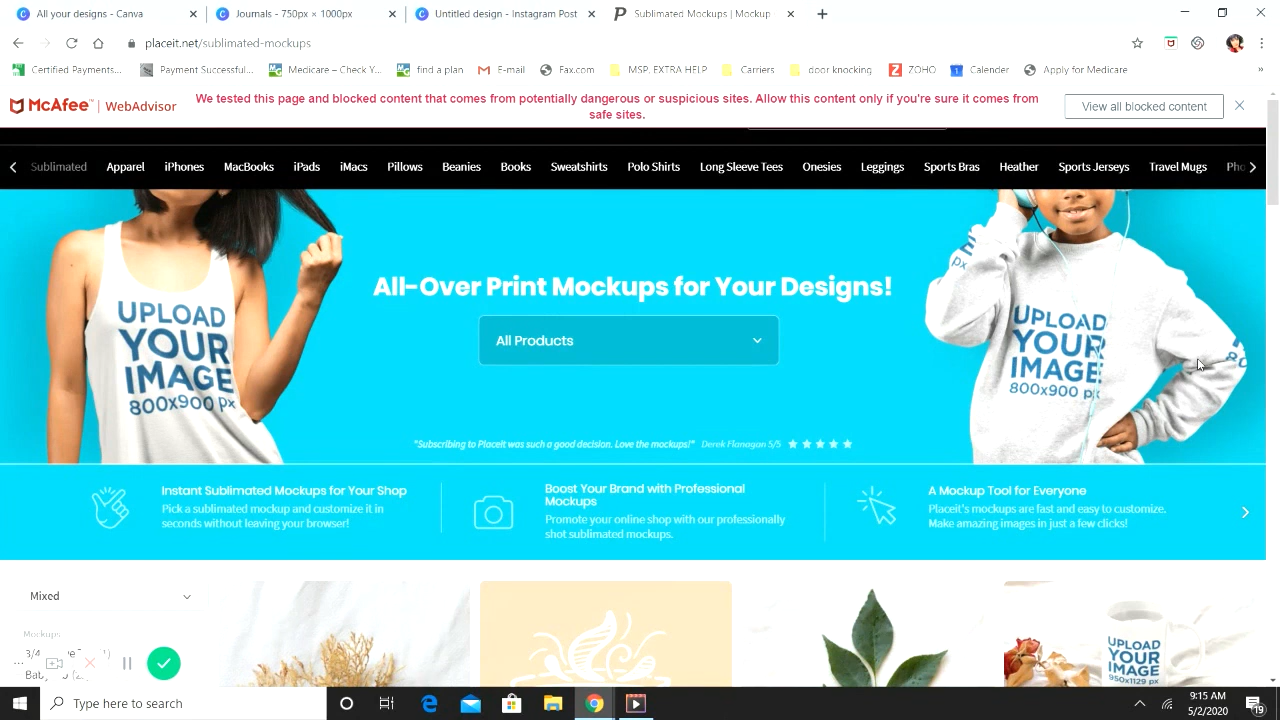 All your designs - Canva
Journals - 750px × 1000px
Untitled design - Instagram Post
Sublimated Mockups | Mockup
placeit.net/sublimated-mockups
Certified Payments...
Payment Successful...
Medicare – Check Y...
find a plan
E-mail
Fax.com
MSP. EXTRA HELP
Carriers
door knocking
ZOHO
Calender
Apply for Medicare
McAfee™ | WebAdvisor
We tested this page and blocked content that comes from potentially dangerous or suspicious sites. Allow this content only if you're sure it comes from
safe sites.
View all blocked content
Sublimated
Apparel
iPhones
MacBooks
iPads
iMacs
Pillows
Beanies
Books
Sweatshirts
Polo Shirts
Long Sleeve Tees
Onesies
Leggings
Sports Bras
Heather
Sports Jerseys
Travel Mugs
All-Over Print Mockups for Your Designs!
All Products
UPLOAD
YOUR
IMAGE
800x900 px
UPLOAD
YOUR
IMAGE
800x900 px
"Subscribing to Placeit was such a good decision. Love the mockups!" Derek Flanagan 5/5
Instant Sublimated Mockups for Your Shop
Pick a sublimated mockup and customize it in
seconds without leaving your browser!
Boost Your Brand with Professional
Mockups
Promote your online shop with our professionally
shot sublimated mockups.
A Mockup Tool for Everyone
Placeit's mockups are fast and easy to customize.
Make amazing images in just a few clicks!
Mixed
Mockups
UPLOAD
YOUR
IMAGE
950x1129 px
Type here to search
9:15 AM
5/2/2020
19